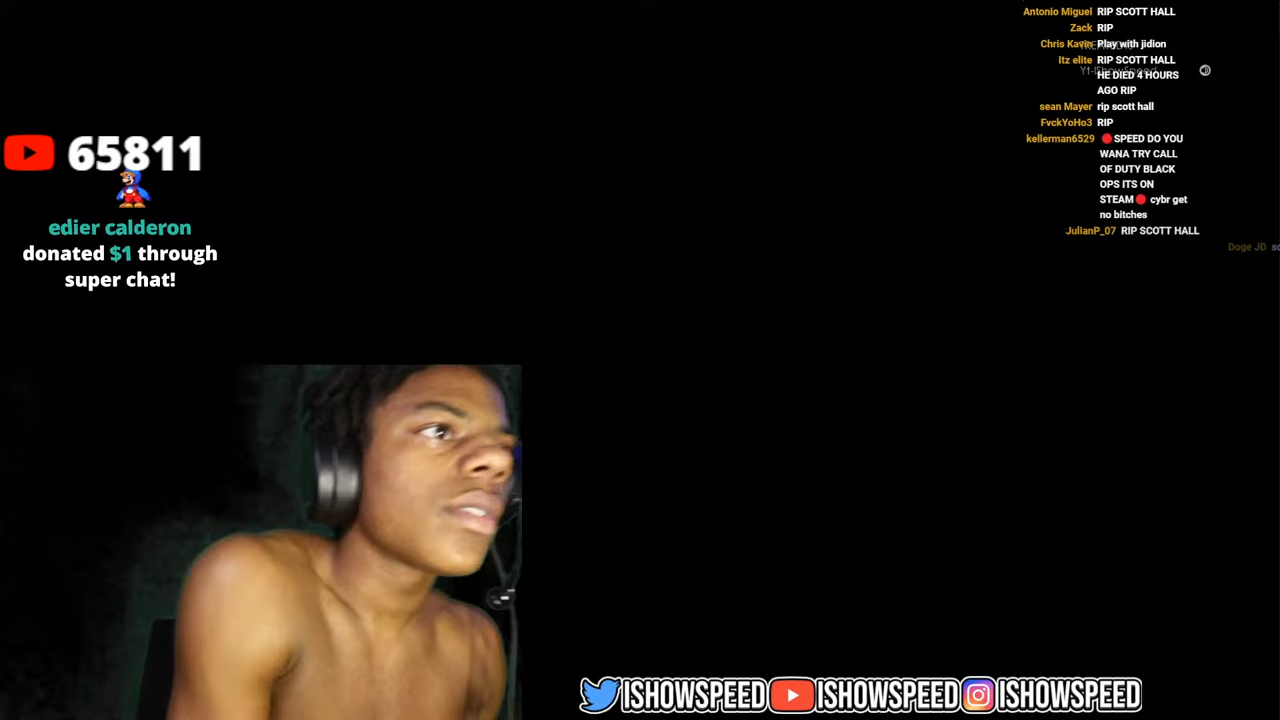 Antonio Miguel RIP SCOTT HALL
Zack RIP
Chris Kavin Play with jidion
Itz elite RIP SCOTT HALL
Yt-IShowSpeed
HE DIED 4 HOURS
AGO RIP
sean Mayer rip scott hall
FvckYoHo3 RIP
kellerman6529 SPEED DO YOU
WANA TRY CALL
OF DUTY BLACK
OPS ITS ON
STEAM cybr get
no bitches
JulianP_07 RIP SCOTT HALL
Doge JD
65811
edier calderon
donated $1 through
super chat!
ISHOWSPEED ISHOWSPEED ISHOWSPEED